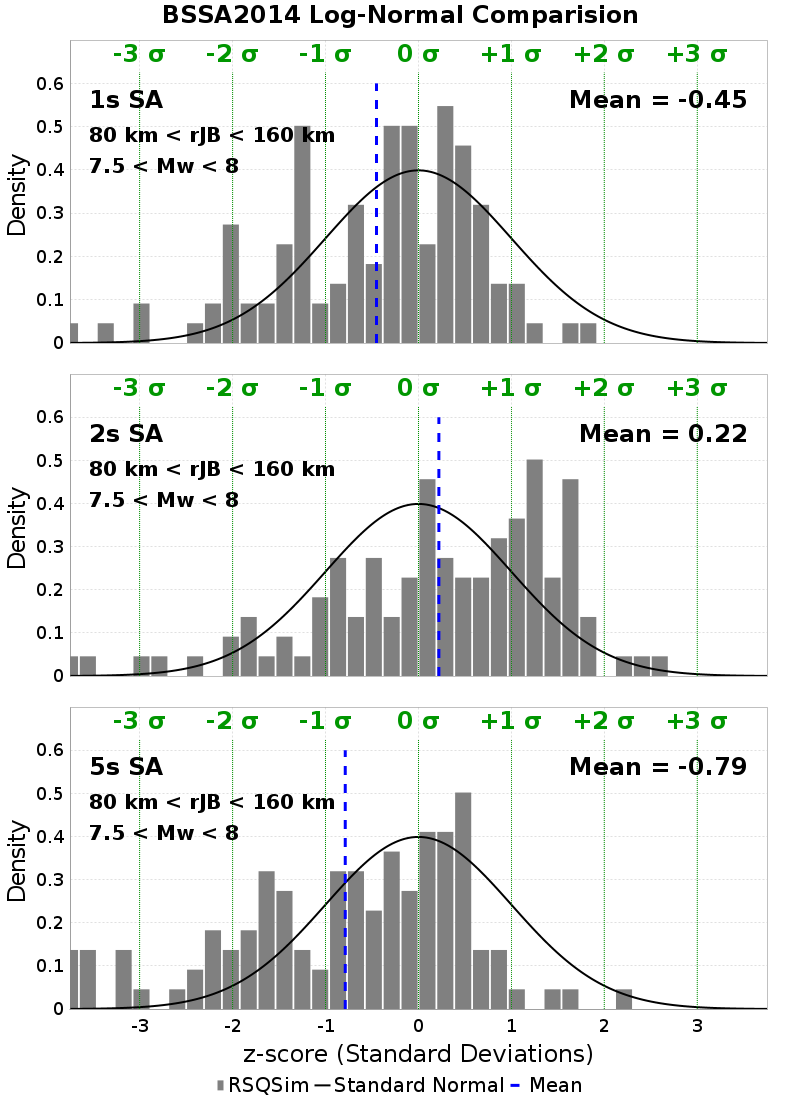 BSSA2014 Log-Normal Comparision
-3 σ -2 σ -1 σ 0 σ +1 σ +2 σ +3 σ
1s SA
Mean = -0.45
80 km < rJB < 160 km
7.5 < Mw < 8
Density
0.6
0.5
0.4
0.3
0.2
0.1
0
-3 σ -2 σ -1 σ 0 σ +1 σ +2 σ +3 σ
2s SA
Mean = 0.22
80 km < rJB < 160 km
7.5 < Mw < 8
Density
0.6
0.5
0.4
0.3
0.2
0.1
0
-3 σ -2 σ -1 σ 0 σ +1 σ +2 σ +3 σ
5s SA
Mean = -0.79
80 km < rJB < 160 km
7.5 < Mw < 8
Density
0.6
0.5
0.4
0.3
0.2
0.1
0
-3 -2 -1 0 1 2 3
z-score (Standard Deviations)
RSQSim Standard Normal Mean